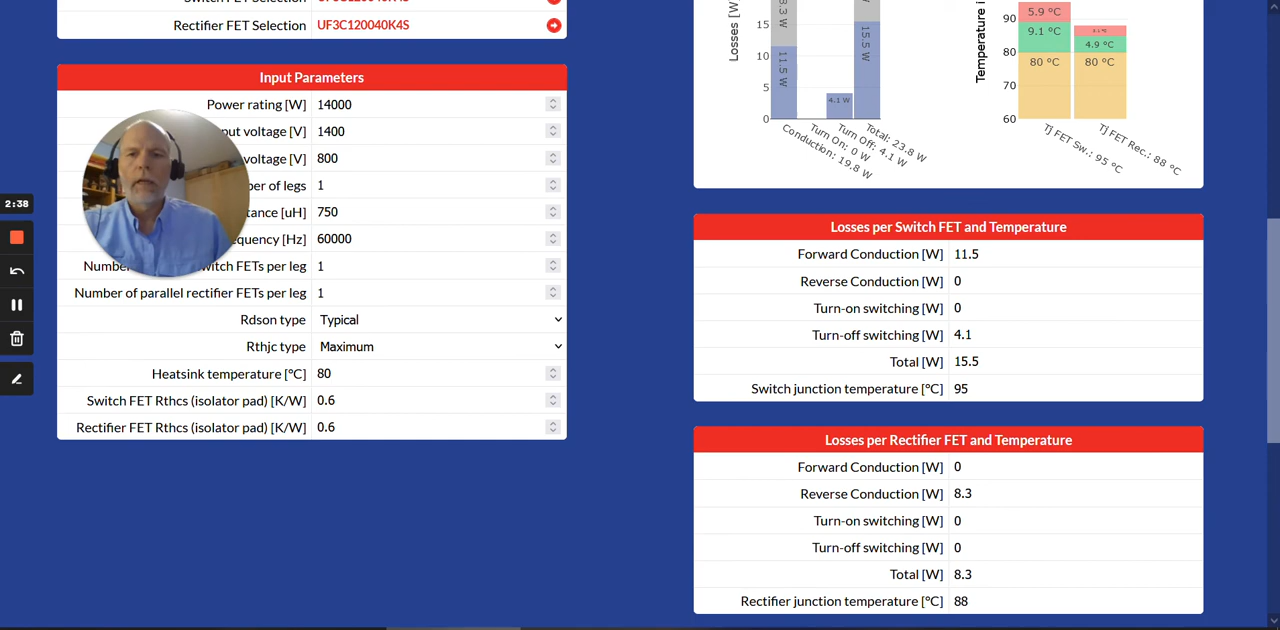 Switch FET Selection UF3C120040K4S
Rectifier FET Selection UF3C120040K4S
Input Parameters
Power rating [W] 14000
put voltage [V] 1400
voltage [V] 800
ber of legs 1
tance [uH] 750
equency [Hz] 60000
Number witch FETs per leg 1
Number of parallel rectifier FETs per leg 1
Rdson type Typical
Rthjc type Maximum
Heatsink temperature [°C] 80
Switch FET Rthcs (isolator pad) [K/W] 0.6
Rectifier FET Rthcs (isolator pad) [K/W] 0.6
2:38
Losses [W]
15
10
5
0
8.3 W
11.5 W
4.1 W
15.5 W
Conduction: 19.8 W
Turn On: 0 W
Turn Off: 4.1 W
Total: 23.8 W
Temperature i
90
80
70
60
5.9 °C
9.1 °C
80 °C
4.9 °C
80 °C
Tj FET Sw.: 95 °C
Tj FET Rec.: 88 °C
Losses per Switch FET and Temperature
Forward Conduction [W] 11.5
Reverse Conduction [W] 0
Turn-on switching [W] 0
Turn-off switching [W] 4.1
Total [W] 15.5
Switch junction temperature [°C] 95
Losses per Rectifier FET and Temperature
Forward Conduction [W] 0
Reverse Conduction [W] 8.3
Turn-on switching [W] 0
Turn-off switching [W] 0
Total [W] 8.3
Rectifier junction temperature [°C] 88